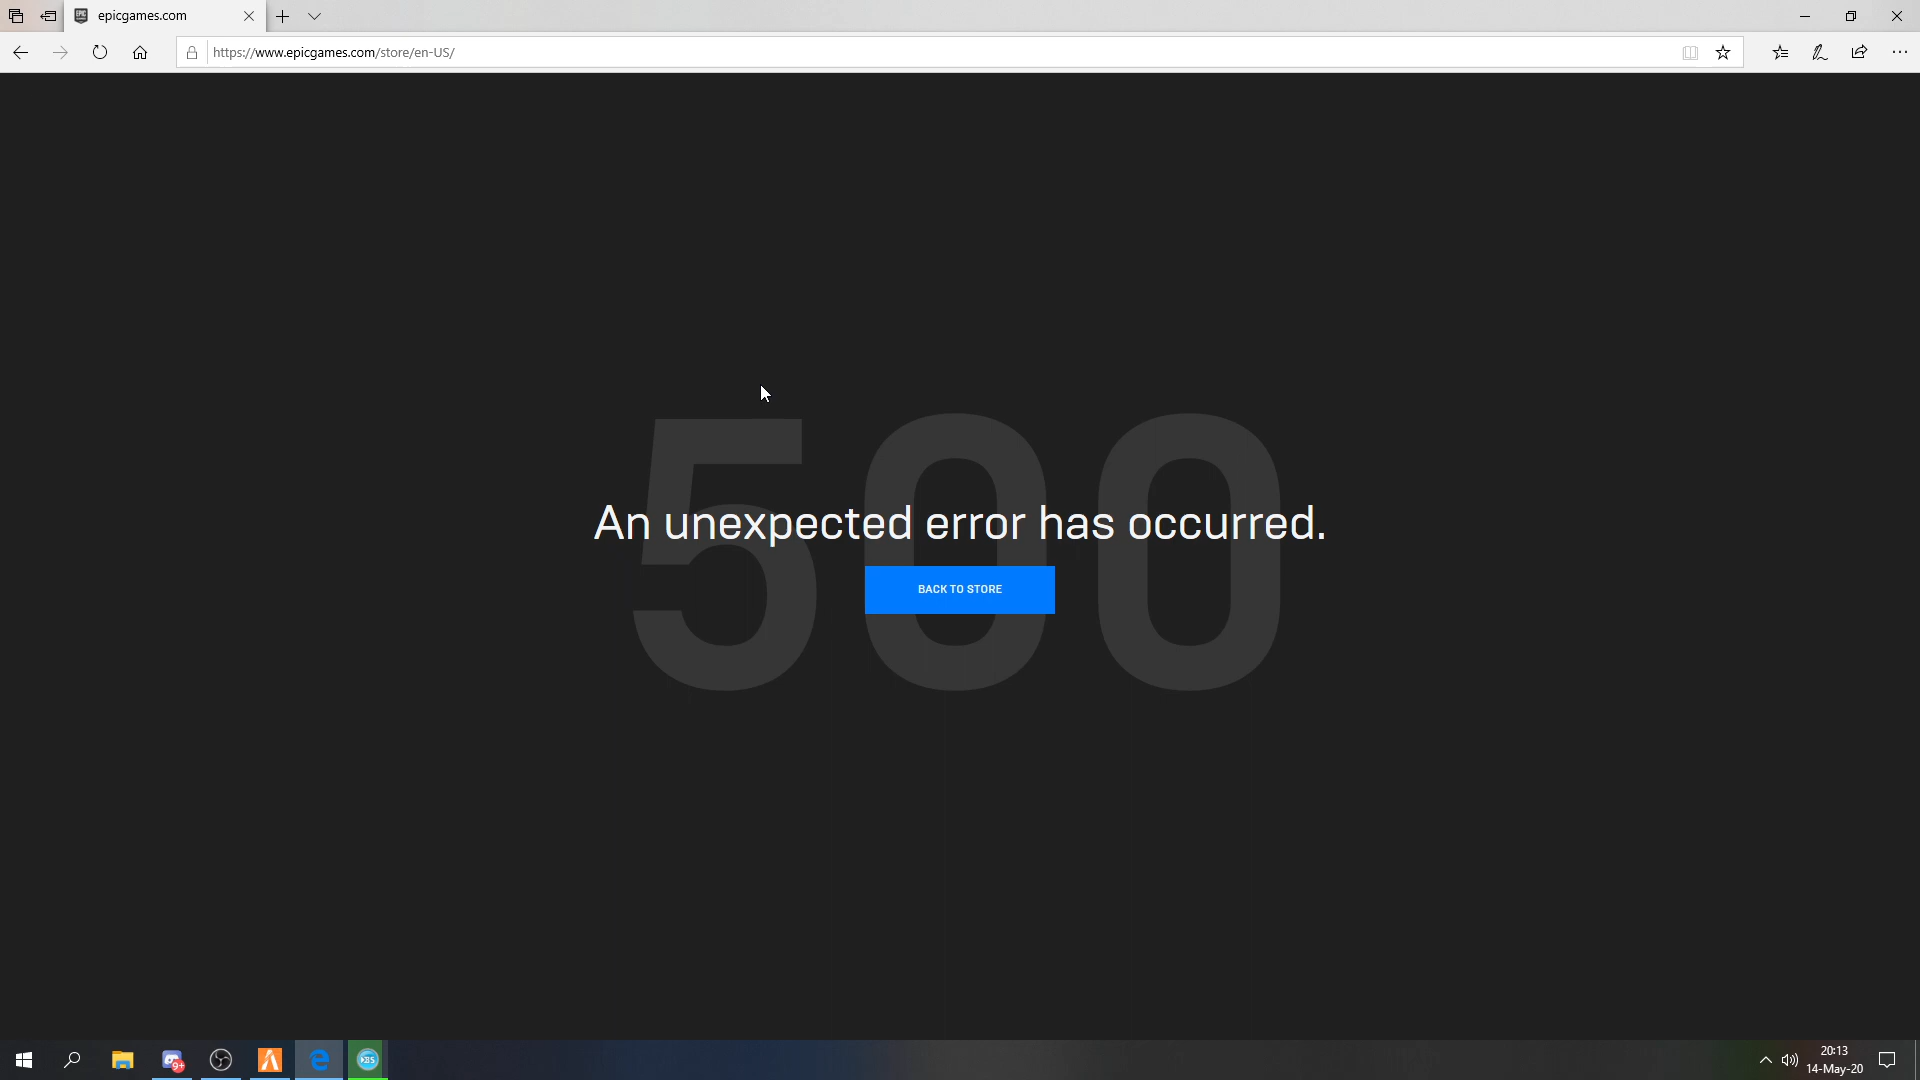 epicgames.com
https://www.epicgames.com/store/en-US/
500
An unexpected error has occurred.
BACK TO STORE
9+
20:13
14-May-20